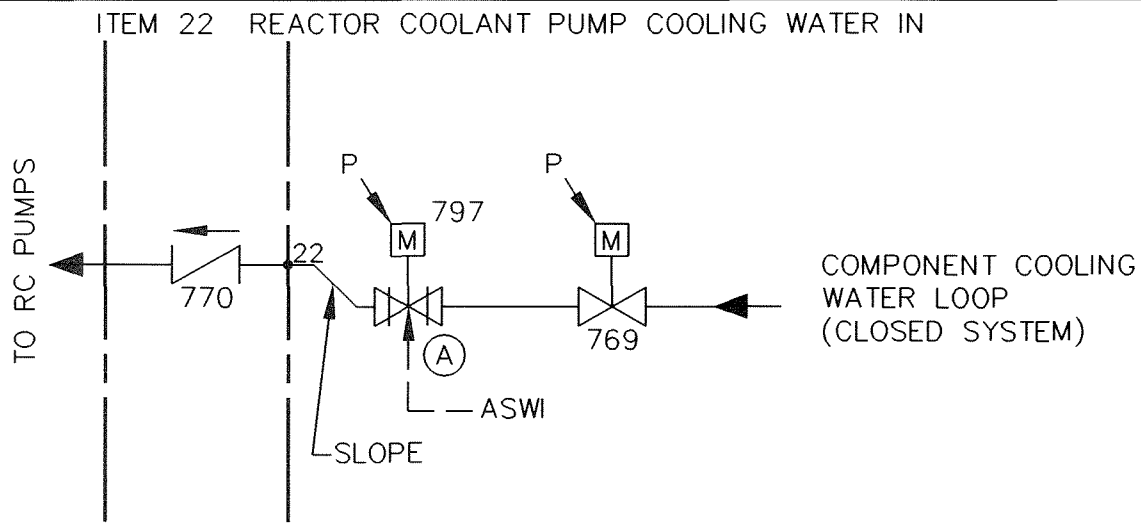 ITEM 22 REACTOR COOLANT PUMP COOLING WATER IN
TO RC PUMPS
P
P
797
M
M
22
770
769
COMPONENT COOLING
WATER LOOP
(CLOSED SYSTEM)
A
ASWI
SLOPE